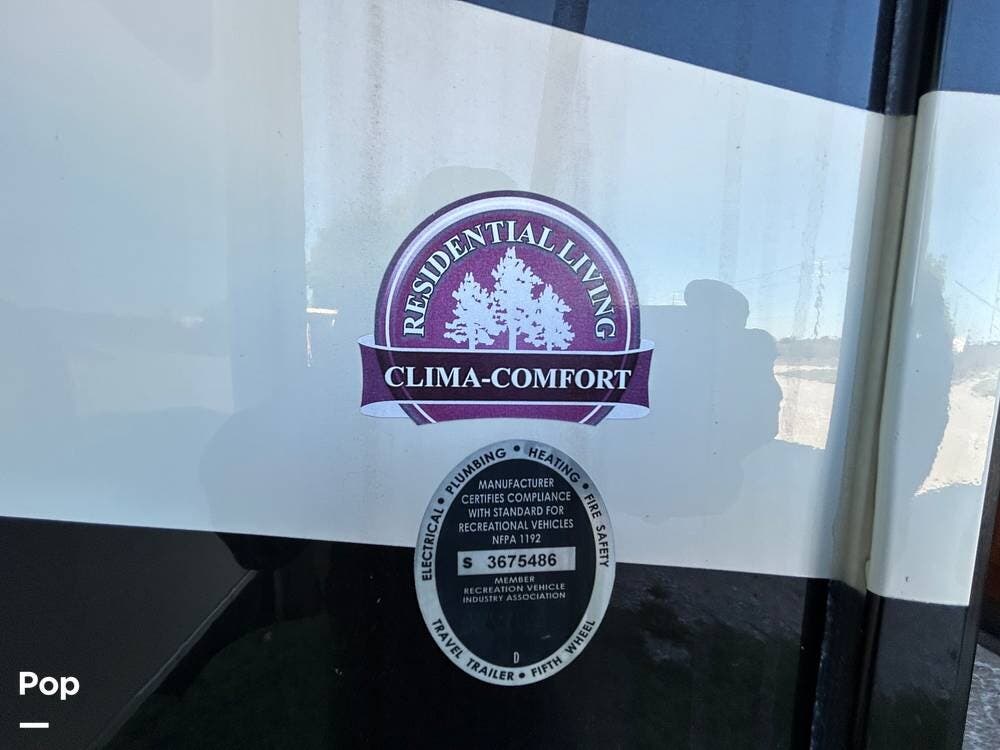 RESIDENTIAL LIVING
CLIMA-COMFORT
ELECTRICAL • PLUMBING • HEATING • FIRE SAFETY
MANUFACTURER
CERTIFIES COMPLIANCE
WITH STANDARD FOR
RECREATIONAL VEHICLES
NFPA 1192
S 3675486
MEMBER
RECREATION VEHICLE
INDUSTRY ASSOCIATION
D
TRAVEL TRAILER • FIFTH WHEEL
Pop